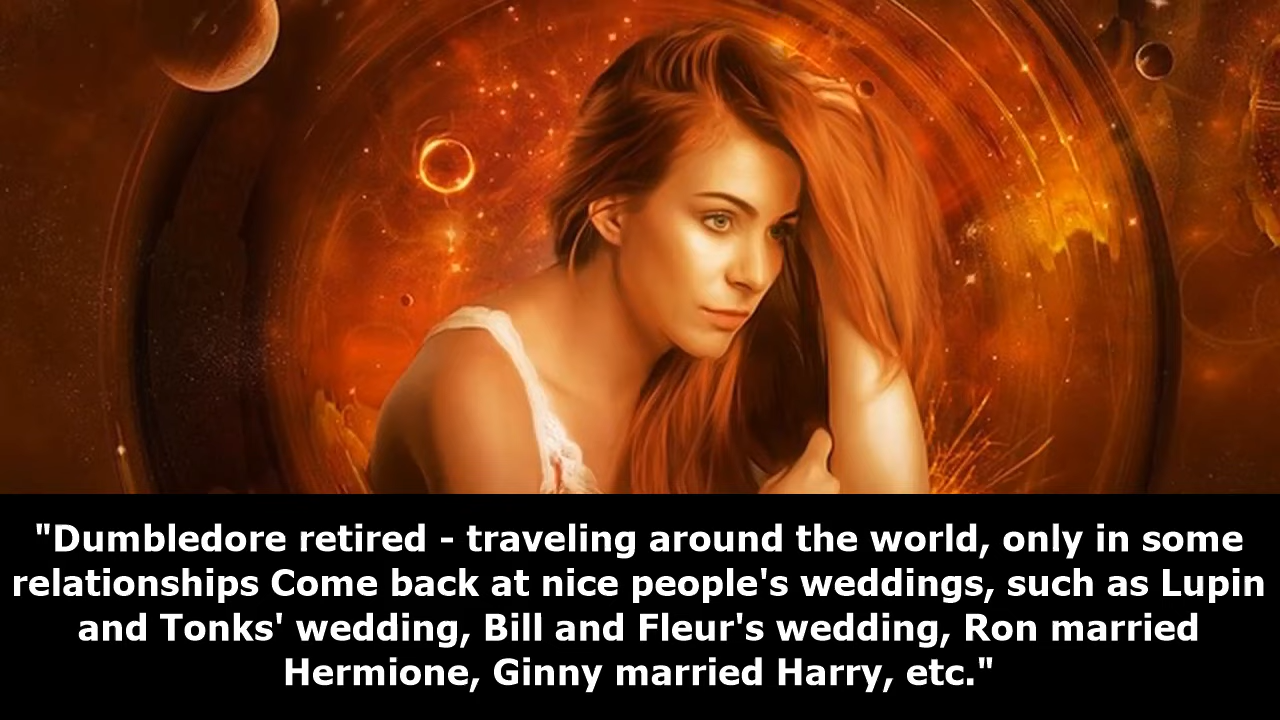 "Dumbledore retired - traveling around the world, only in some
relationships Come back at nice people's weddings, such as Lupin
and Tonks' wedding, Bill and Fleur's wedding, Ron married
Hermione, Ginny married Harry, etc."